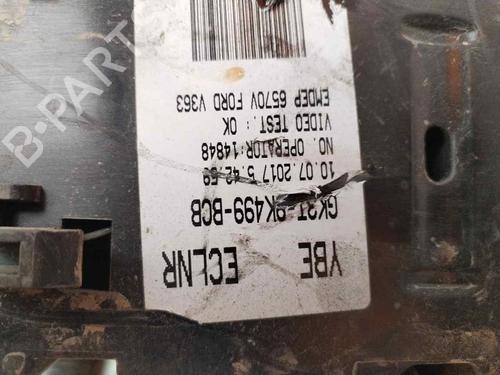 YBE ECLNR
GK3T-9K499-BCB
10.07.2017 5.42.59
NO. OPERATOR:14848
VIDEO TEST: OK
EMDEP 6570V FORD V363
B-PARTS